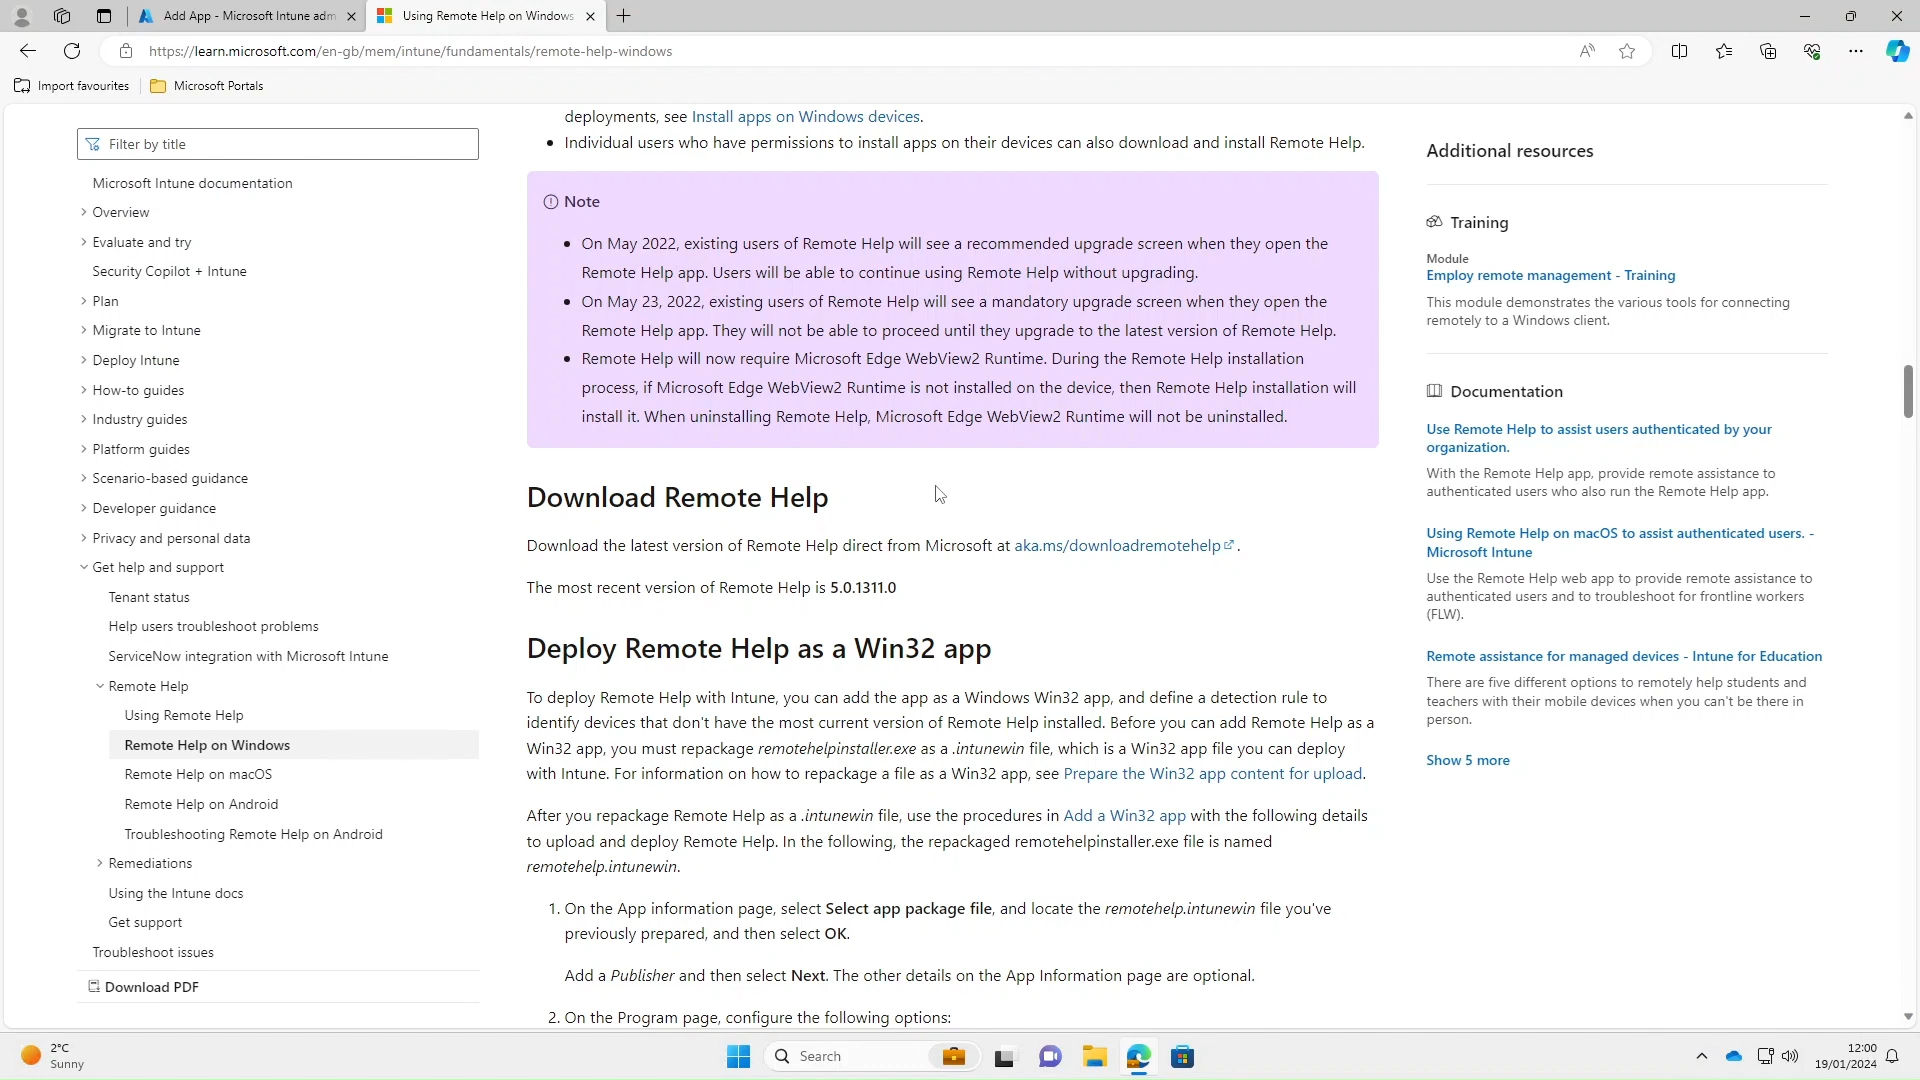 Add App - Microsoft Intune adm
Using Remote Help on Windows
https://learn.microsoft.com/en-gb/mem/intune/fundamentals/remote-help-windows
Import favourites
Microsoft Portals
Filter by title
Microsoft Intune documentation
Overview
Evaluate and try
Security Copilot + Intune
Plan
Migrate to Intune
Deploy Intune
How-to guides
Industry guides
Platform guides
Scenario-based guidance
Developer guidance
Privacy and personal data
Get help and support
Tenant status
Help users troubleshoot problems
ServiceNow integration with Microsoft Intune
Remote Help
Using Remote Help
Remote Help on Windows
Remote Help on macOS
Remote Help on Android
Troubleshooting Remote Help on Android
Remediations
Using the Intune docs
Get support
Troubleshoot issues
Download PDF
deployments, see Install apps on Windows devices.
• Individual users who have permissions to install apps on their devices can also download and install Remote Help.
Note
• On May 2022, existing users of Remote Help will see a recommended upgrade screen when they open the
Remote Help app. Users will be able to continue using Remote Help without upgrading.
• On May 23, 2022, existing users of Remote Help will see a mandatory upgrade screen when they open the
Remote Help app. They will not be able to proceed until they upgrade to the latest version of Remote Help.
• Remote Help will now require Microsoft Edge WebView2 Runtime. During the Remote Help installation
process, if Microsoft Edge WebView2 Runtime is not installed on the device, then Remote Help installation will
install it. When uninstalling Remote Help, Microsoft Edge WebView2 Runtime will not be uninstalled.
Download Remote Help
Download the latest version of Remote Help direct from Microsoft at aka.ms/downloadremotehelp.
The most recent version of Remote Help is 5.0.1311.0
Deploy Remote Help as a Win32 app
To deploy Remote Help with Intune, you can add the app as a Windows Win32 app, and define a detection rule to
identify devices that don't have the most current version of Remote Help installed. Before you can add Remote Help as a
Win32 app, you must repackage remotehelpinstaller.exe as a .intunewin file, which is a Win32 app file you can deploy
with Intune. For information on how to repackage a file as a Win32 app, see Prepare the Win32 app content for upload.
After you repackage Remote Help as a .intunewin file, use the procedures in Add a Win32 app with the following details
to upload and deploy Remote Help. In the following, the repackaged remotehelpinstaller.exe file is named
remotehelp.intunewin.
1. On the App information page, select Select app package file, and locate the remotehelp.intunewin file you've
previously prepared, and then select OK.
Add a Publisher and then select Next. The other details on the App Information page are optional.
2. On the Program page, configure the following options:
Additional resources
Training
Module
Employ remote management - Training
This module demonstrates the various tools for connecting
remotely to a Windows client.
Documentation
Use Remote Help to assist users authenticated by your
organization.
With the Remote Help app, provide remote assistance to
authenticated users who also run the Remote Help app.
Using Remote Help on macOS to assist authenticated users. -
Microsoft Intune
Use the Remote Help web app to provide remote assistance to
authenticated users and to troubleshoot for frontline workers
(FLW).
Remote assistance for managed devices - Intune for Education
There are five different options to remotely help students and
teachers with their mobile devices when you can't be there in
person.
Show 5 more
2°C
Sunny
Search
12:00
19/01/2024